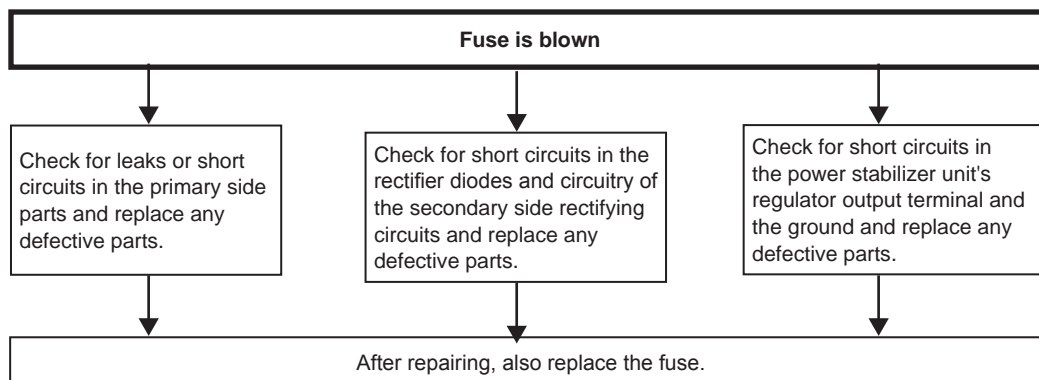 Fuse is blown
Check for leaks or short
circuits in the primary side
parts and replace any
defective parts.
Check for short circuits in the
rectifier diodes and circuitry of
the secondary side rectifying
circuits and replace any
defective parts.
Check for short circuits in
the power stabilizer unit's
regulator output terminal and
the ground and replace any
defective parts.
After repairing, also replace the fuse.